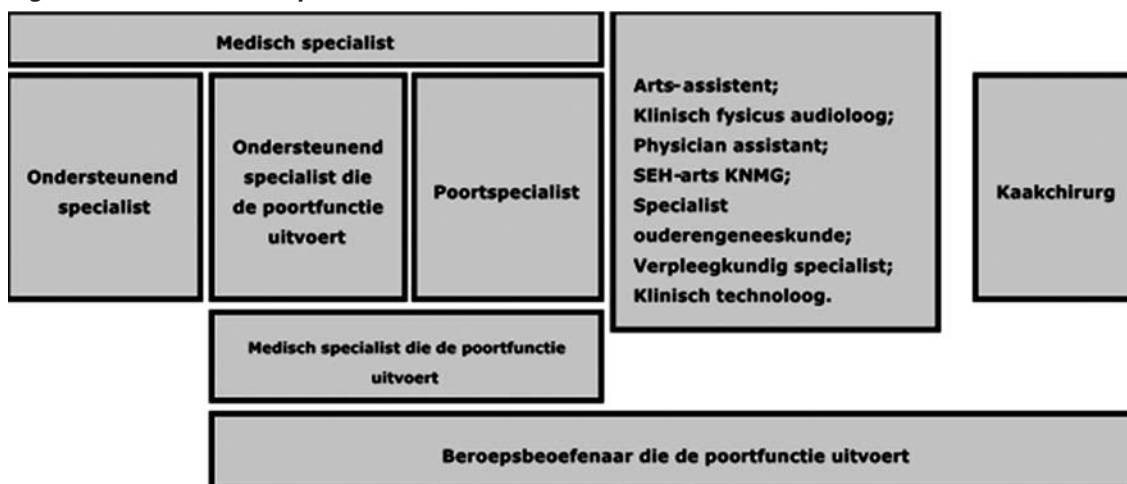 Medisch specialist
Ondersteunend
specialist
Ondersteunend
specialist die
de poortfunctie
uitvoert
Poortspecialist
Arts-assistent;
Klinisch fysicus audioloog;
Physician assistant;
SEH-arts KNMG;
Specialist
ouderengeneeskunde;
Verpleegkundig specialist;
Klinisch technoloog.
Kaakchirurg
Medisch specialist die de poortfunctie
uitvoert
Beroepsbeoefenaar die de poortfunctie uitvoert